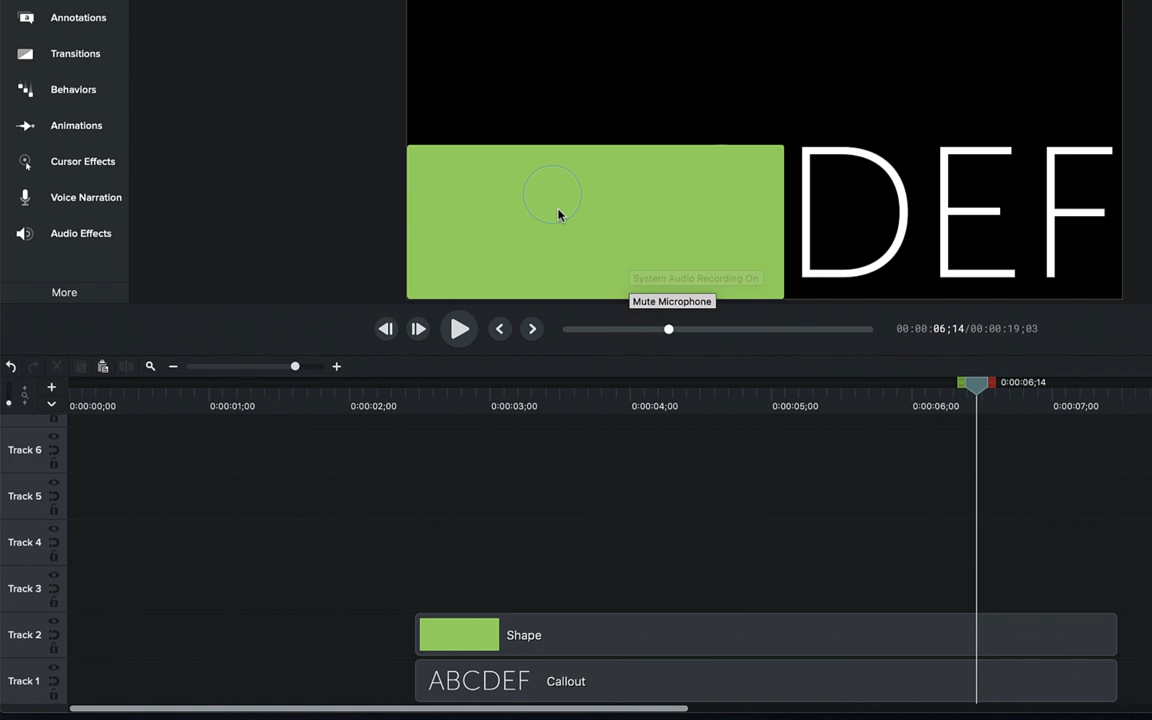 Annotations
Transitions
Behaviors
Animations
Cursor Effects
Voice Narration
Audio Effects
More
DEF
System Audio Recording On
Mute Microphone
00:00:06;14/00:00:19;03
0:00:06;14
0:00:00;00 0:00:01;00 0:00:02;00 0:00:03;00 0:00:04;00 0:00:05;00 0:00:06;00 0:00:07;00
Track 6
Track 5
Track 4
Track 3
Track 2 Shape
Track 1 ABCDEF Callout